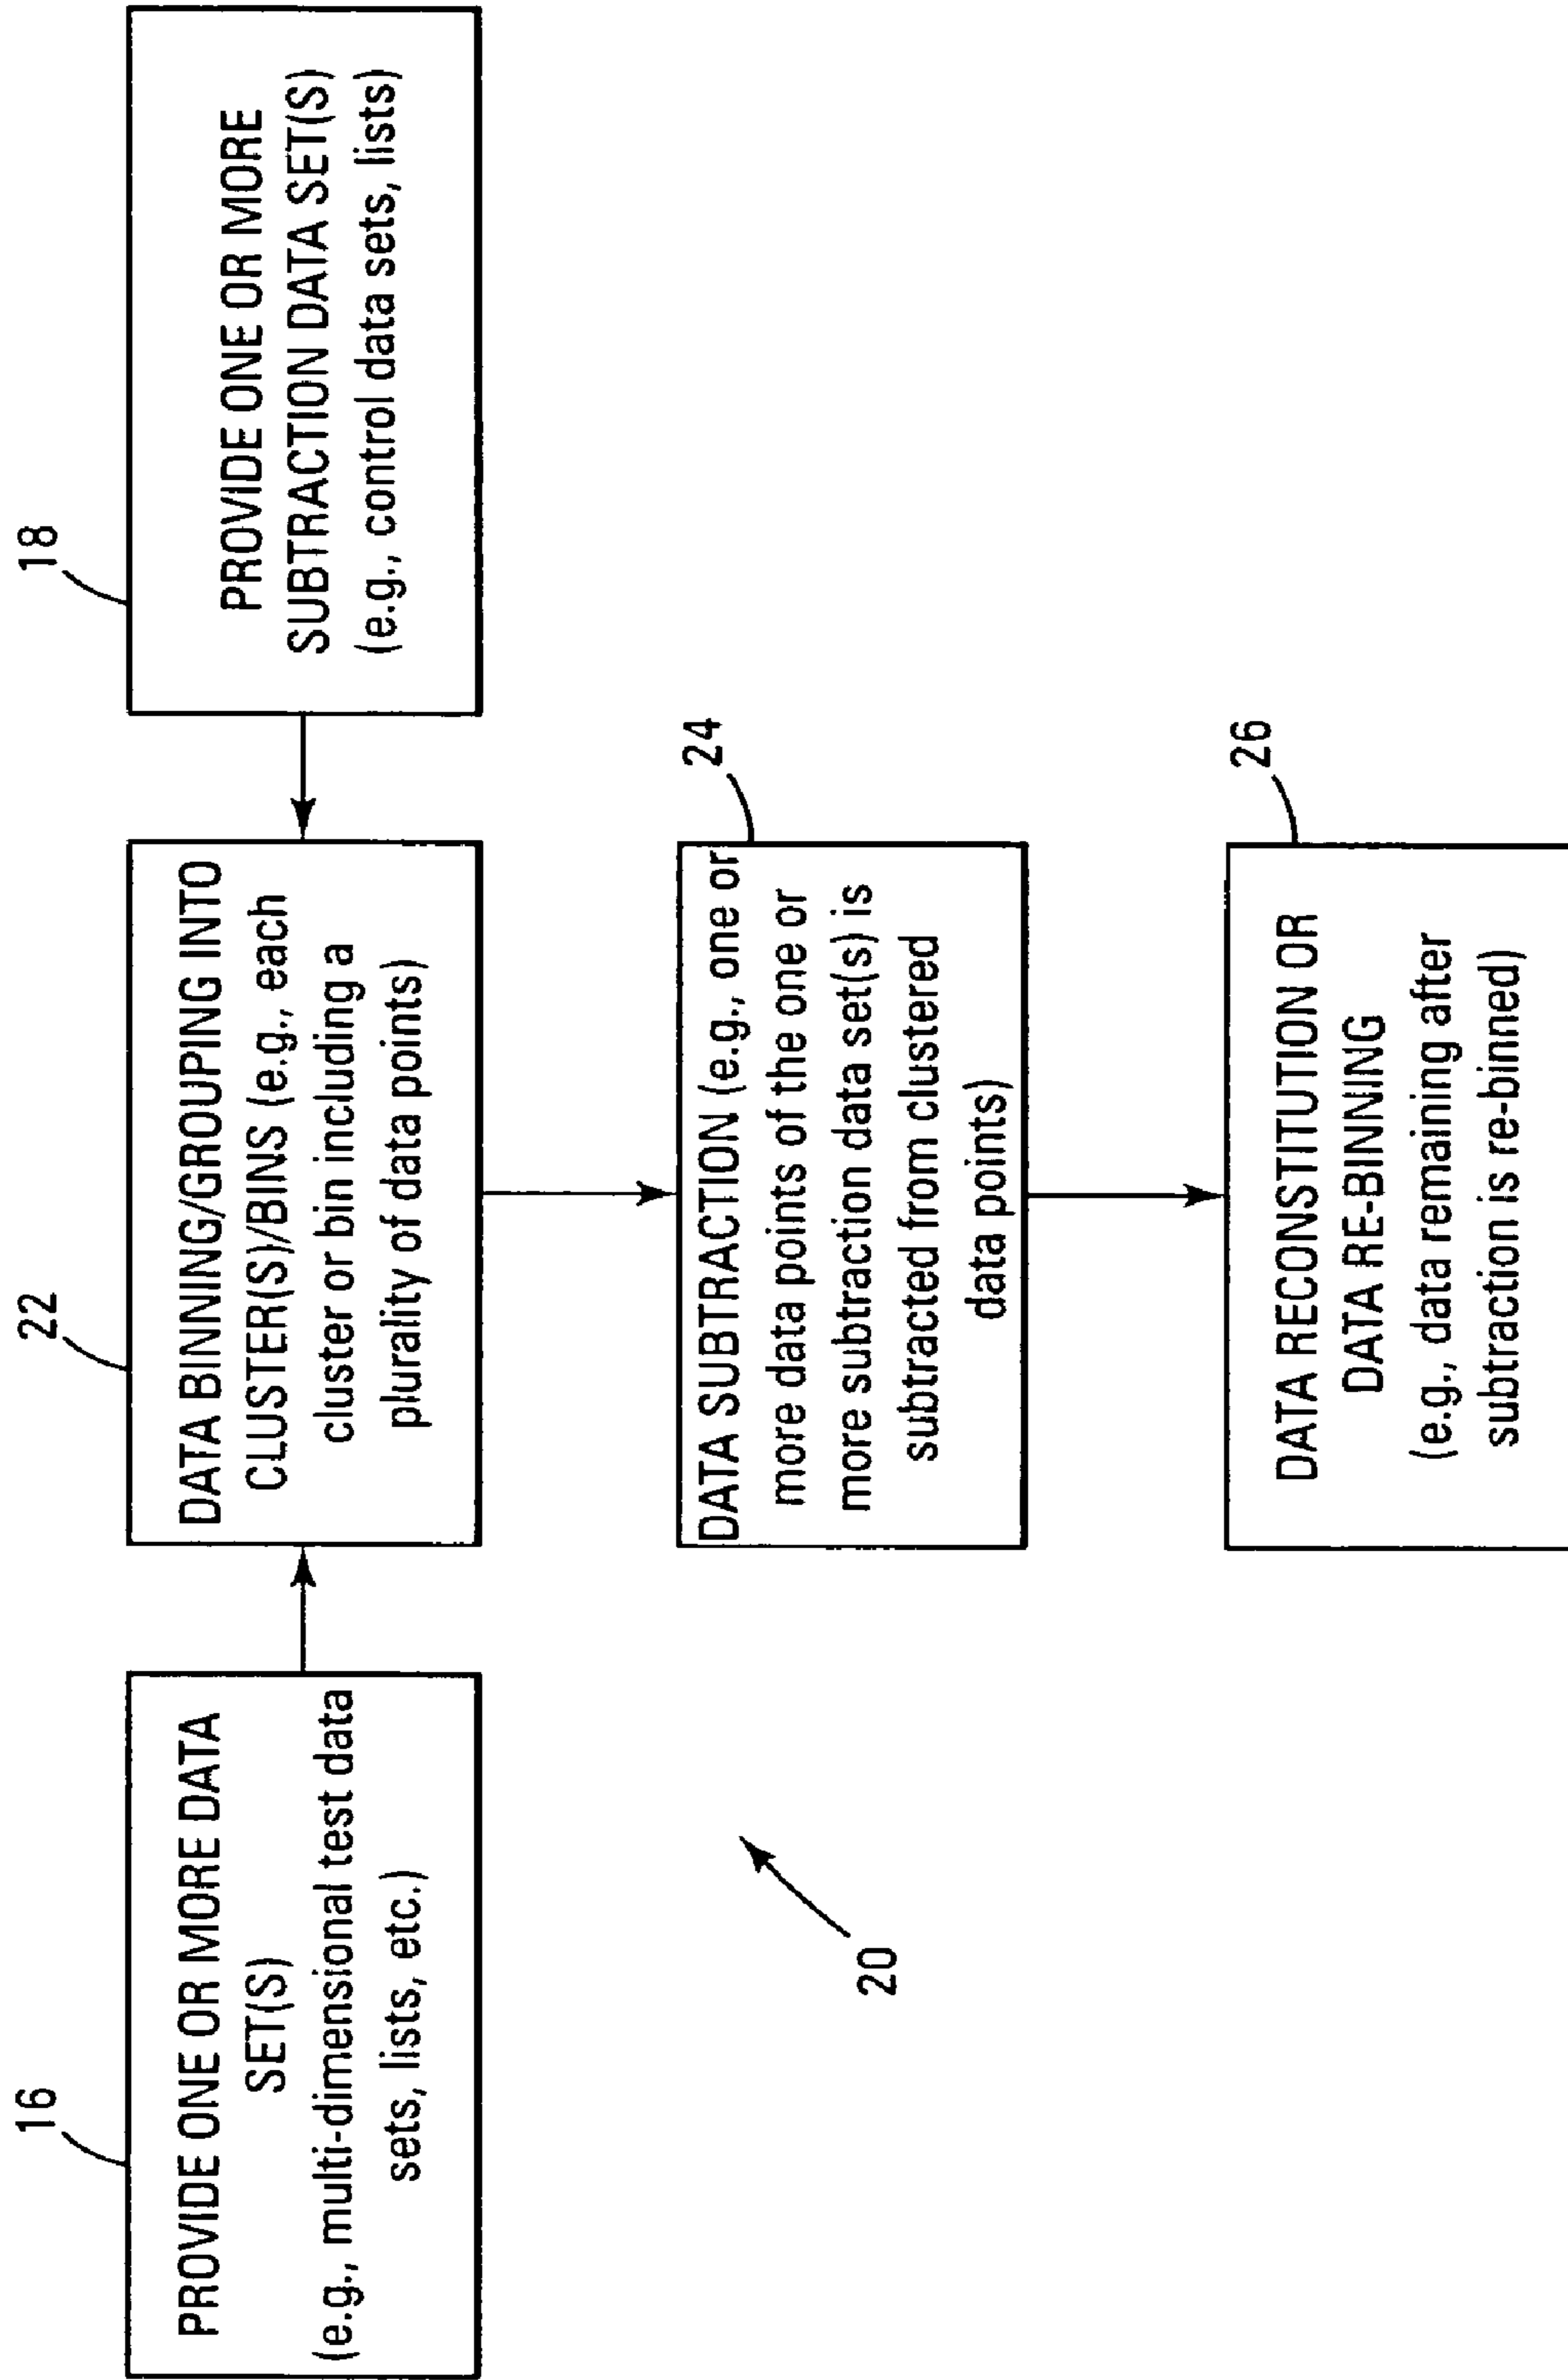 16
PROVIDE ONE OR MORE DATA
SET(S)
(e.g., multi-dimensional test data
sets, lists, etc.)
22
DATA BINNING/GROUPING INTO
CLUSTER(S)/BINS (e.g., each
cluster or bin including a
plurality of data points)
18
PROVIDE ONE OR MORE
SUBTRACTION DATA SET(S)
(e.g., control data sets, lists)
20
24
DATA SUBTRACTION (e.g., one or
more data points of the one or
more subtraction data set(s) is
subtracted from clustered
data points)
26
DATA RECONSTITUTION OR
DATA RE-BINNING
(e.g., data remaining after
subtraction is re-binned)